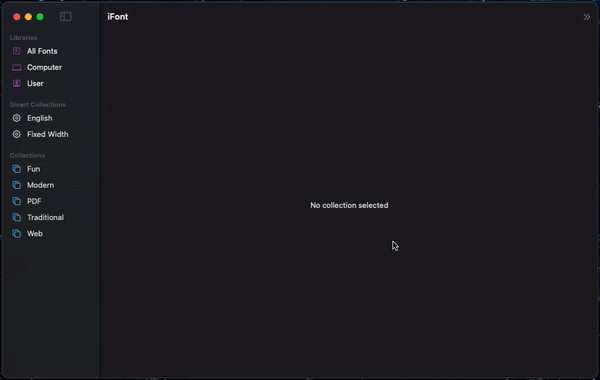 iFont
Libraries
All Fonts
Computer
User
Smart Collections
English
Fixed Width
Collections
Fun
Modern
PDF
Traditional
Web
No collection selected